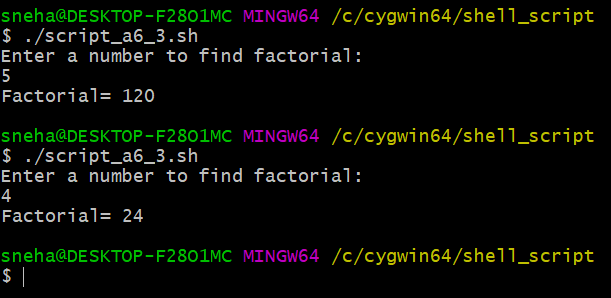 sneha@DESKTOP-F28O1MC MINGW64 /c/cygwin64/shell_script
$ ./script_a6_3.sh
Enter a number to find factorial:
5
Factorial= 120
sneha@DESKTOP-F28O1MC MINGW64 /c/cygwin64/shell_script
$ ./script_a6_3.sh
Enter a number to find factorial:
4
Factorial= 24
sneha@DESKTOP-F28O1MC MINGW64 /c/cygwin64/shell_script
$